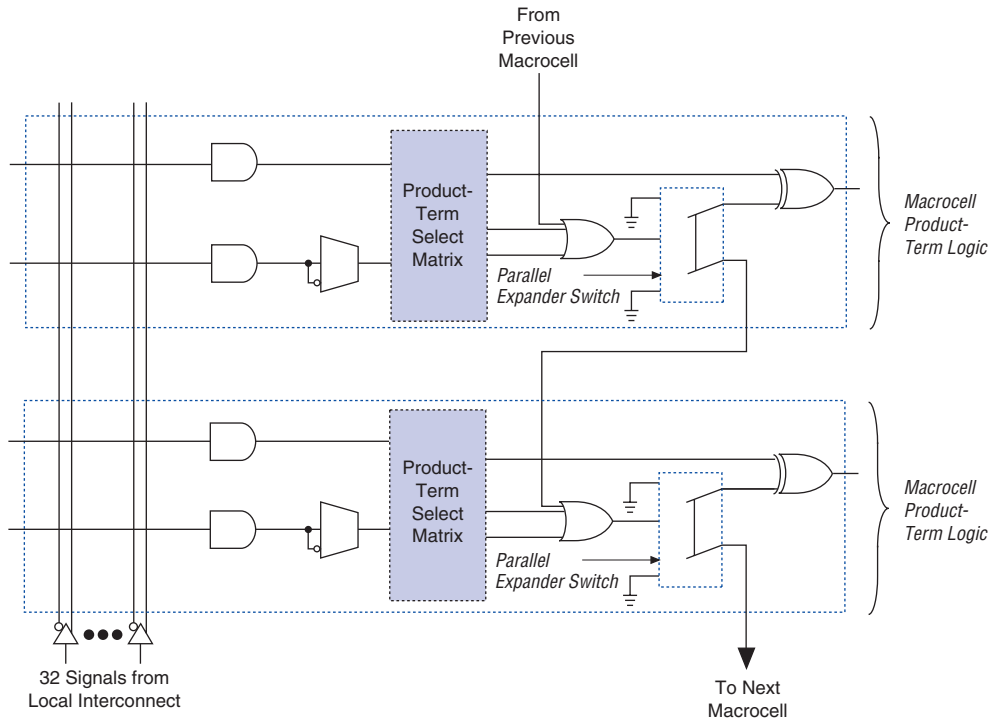 From
Previous
Macrocell
Product-
Term
Select
Matrix
Parallel
Expander Switch
Macrocell
Product-
Term Logic
Product-
Term
Select
Matrix
Parallel
Expander Switch
Macrocell
Product-
Term Logic
32 Signals from
Local Interconnect
To Next
Macrocell